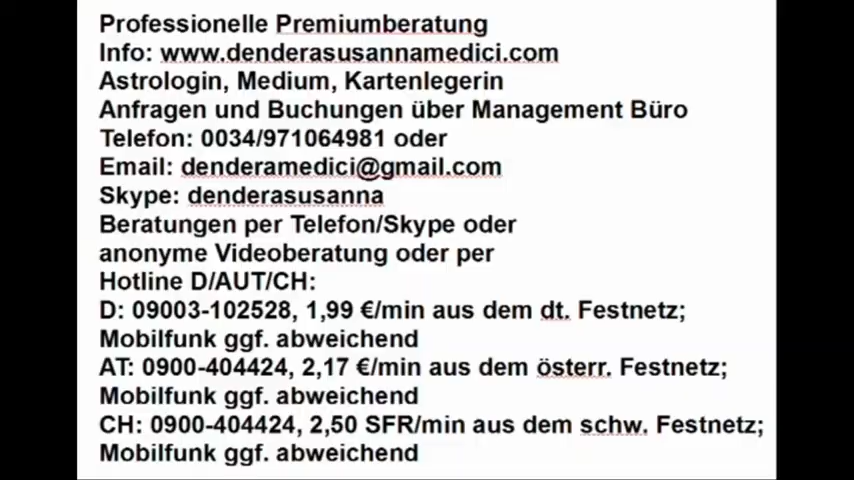 Professionelle Premiumberatung
Info: www.denderasusannamedici.com
Astrologin, Medium, Kartenlegerin
Anfragen und Buchungen über Management Büro
Telefon: 0034/971064981 oder
Email: denderamedici@gmail.com
Skype: denderasusanna
Beratungen per Telefon/Skype oder
anonyme Videoberatung oder per
Hotline D/AUT/CH:
D: 09003-102528, 1,99 €/min aus dem dt. Festnetz;
Mobilfunk ggf. abweichend
AT: 0900-404424, 2,17 €/min aus dem österr. Festnetz;
Mobilfunk ggf. abweichend
CH: 0900-404424, 2,50 SFR/min aus dem schw. Festnetz;
Mobilfunk ggf. abweichend